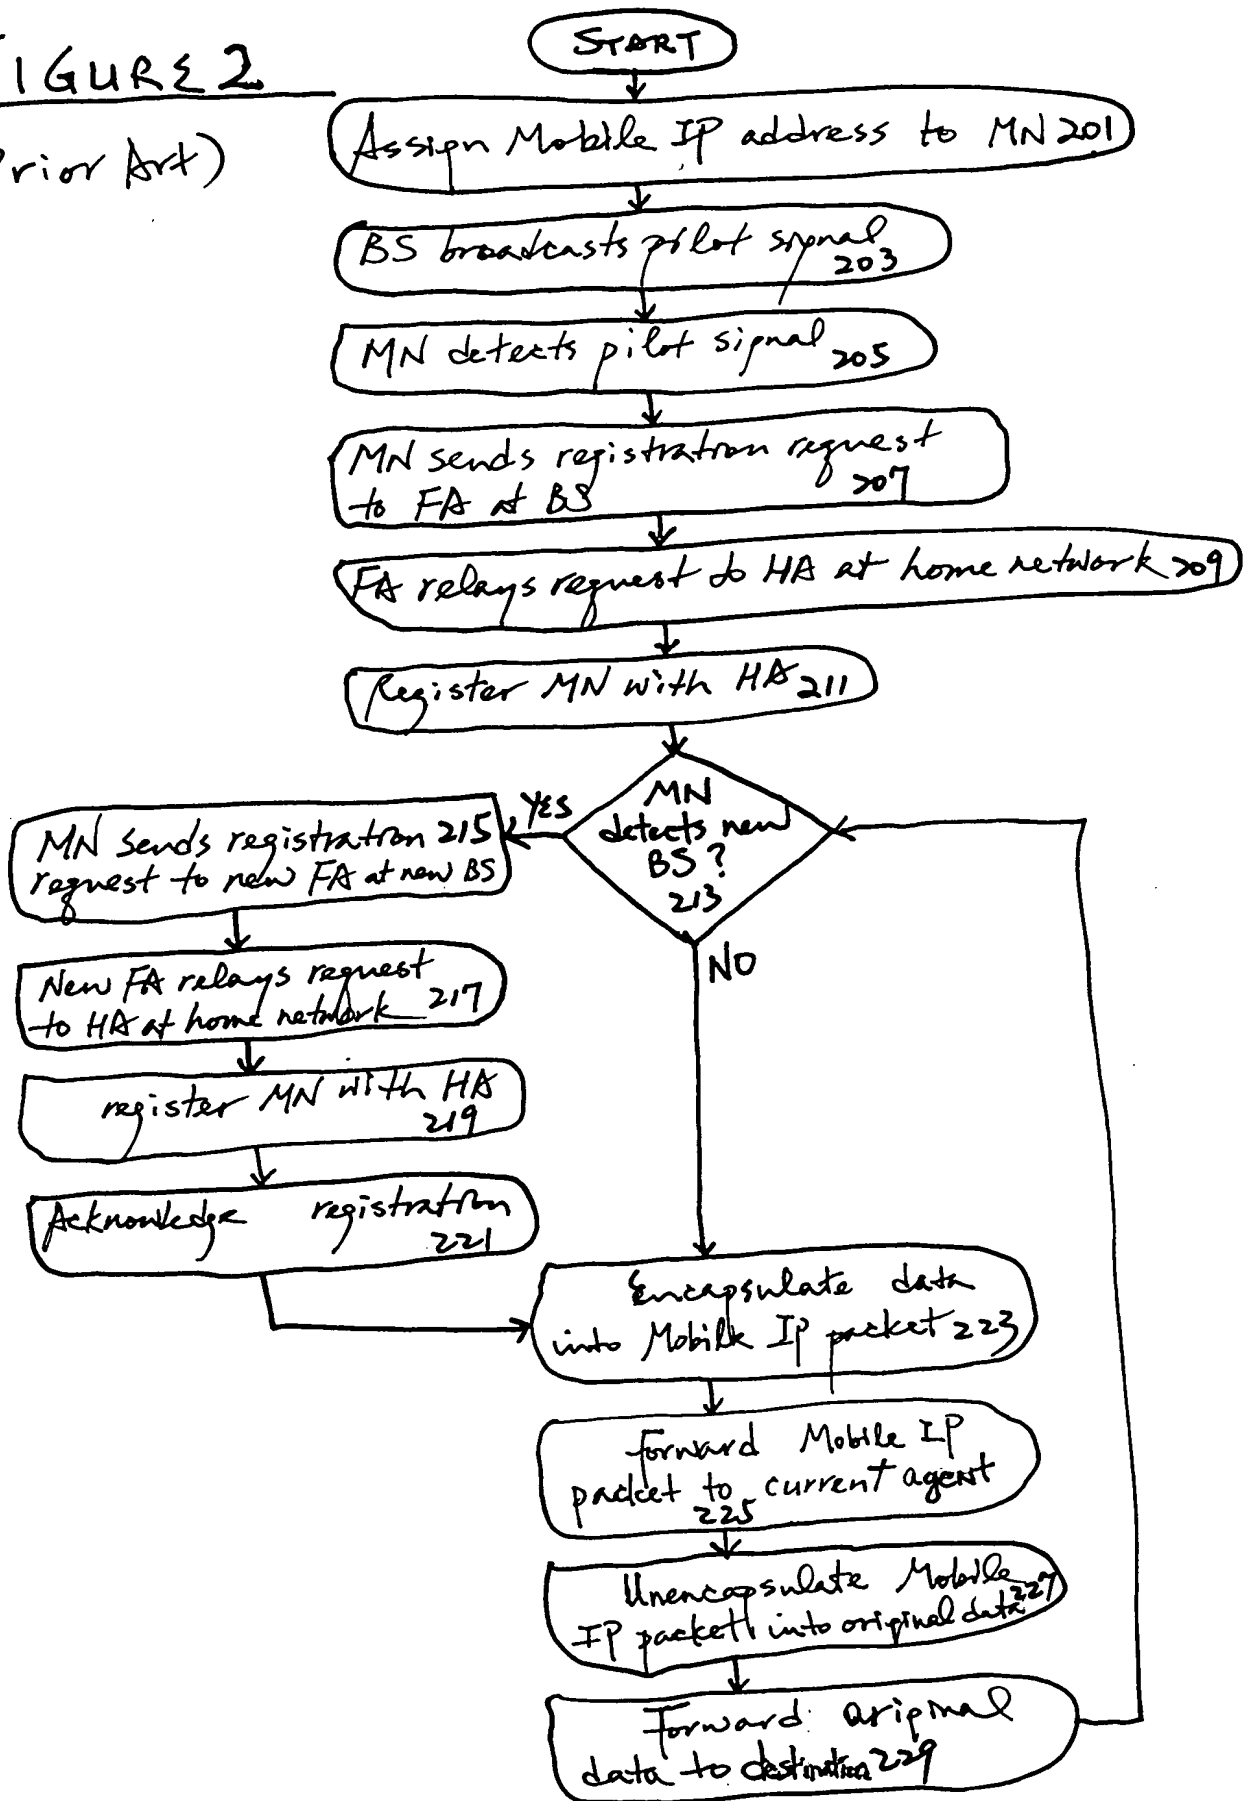 FIGURE 2
(Prior Art)
START
Assign Mobile IP address to MN 201
BS broadcasts pilot signal
203
MN detects pilot signal 205
MN sends registration request
to FA at BS 207
FA relays request to HA at home network 209
Register MN with HA 211
MN
detects new
BS?
213
YES
NO
MN sends registration 215
request to new FA at new BS
New FA relays request
to HA at home network 217
register MN with HA
219
Acknowledge registration
221
Encapsulate data
into Mobile IP packet 223
forward Mobile IP
packet to current agent
225
Unencapsulate Mobile 227
IP packet into original data
Forward original
data to destination 229